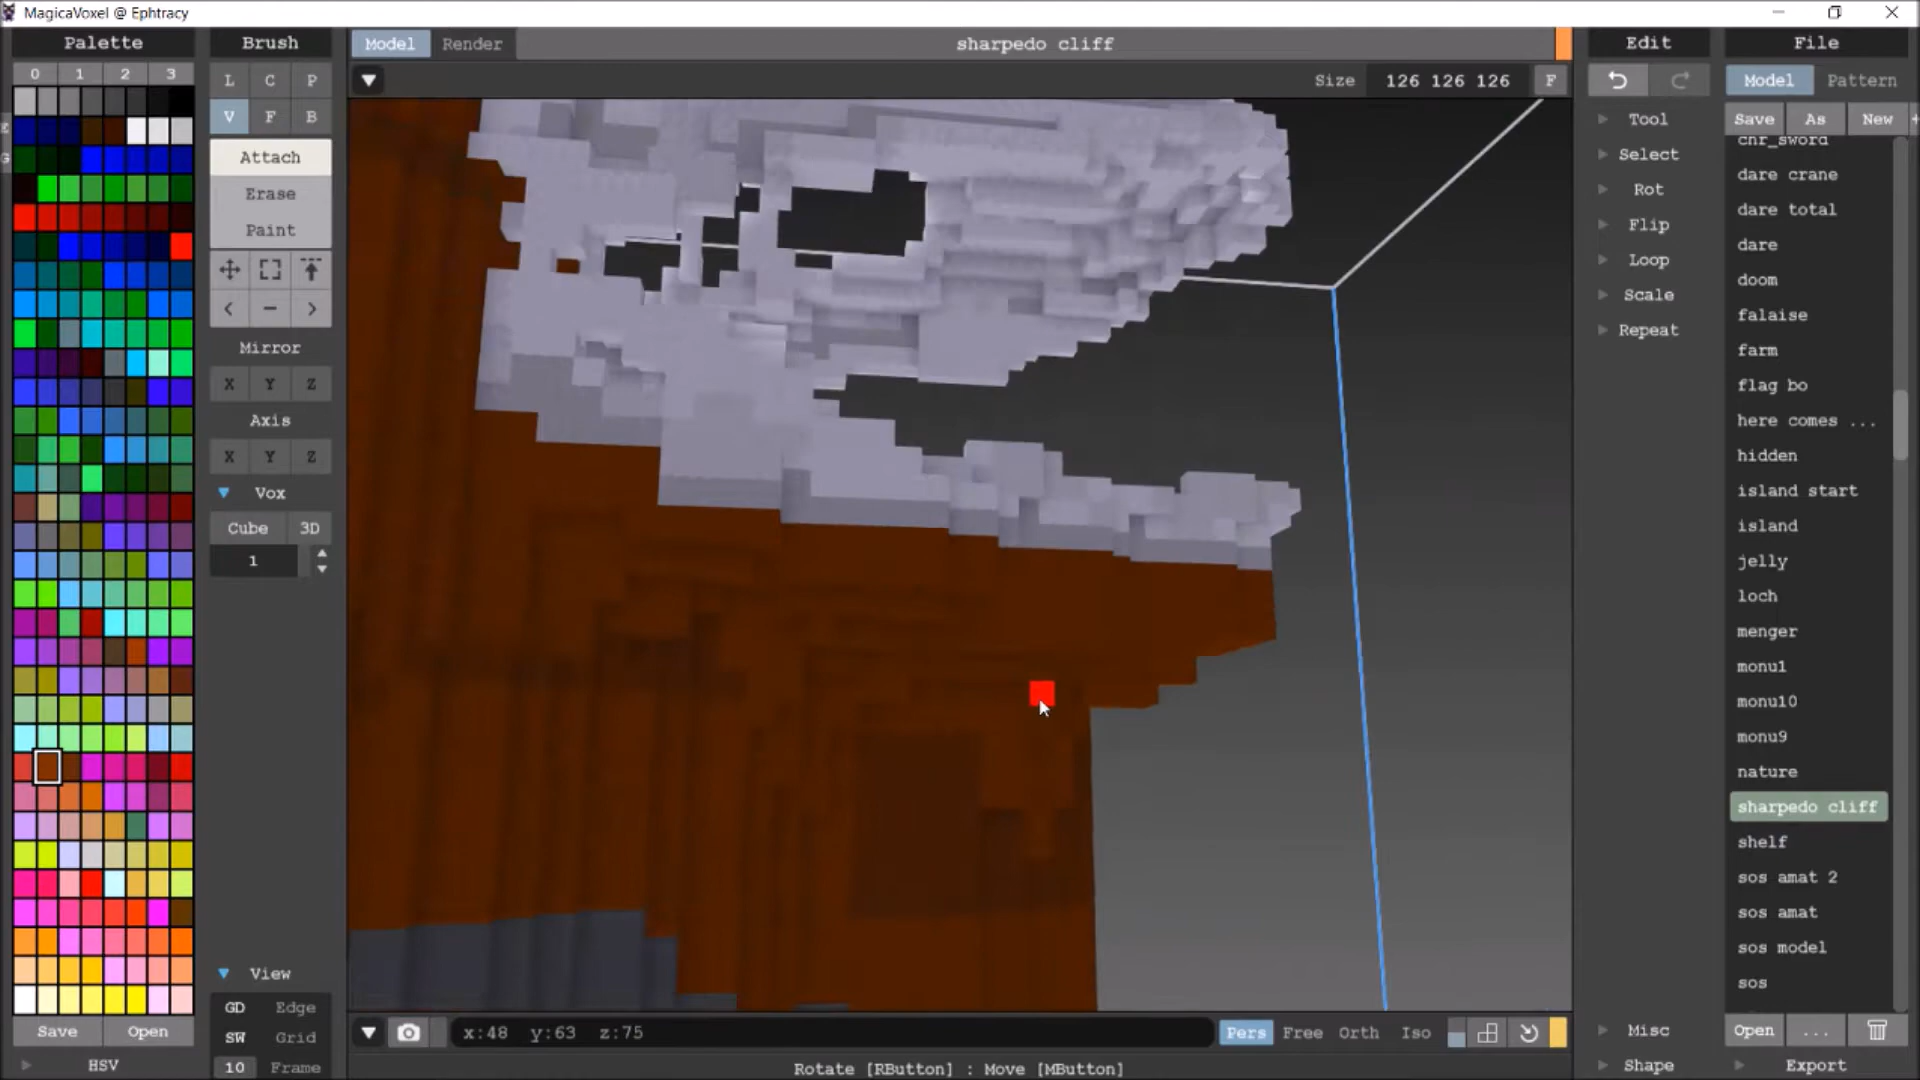 MagicaVoxel @ Ephtracy
Palette
Brush
Model Render
sharpedo cliff
Edit
File
0 1 2 3
L C P
Size 126 126 126 F
Model Pattern
V F B
Tool
Save As New +
Attach
Select
chr_sword
Erase
Rot
dare crane
Paint
Flip
dare total
Loop
dare
Scale
doom
< − >
Repeat
falaise
Mirror
farm
X Y Z
flag bo
Axis
here comes ...
X Y Z
hidden
Vox
island start
Cube 3D
island
1
jelly
loch
menger
monu1
monu10
monu9
nature
sharpedo cliff
shelf
sos amat 2
sos amat
sos model
View
sos
GD Edge
Save Open
SW Grid
x:48 y:63 z:75
Pers Free Orth Iso
Misc
Open ...
HSV
10 Frame
Rotate [RButton] : Move [MButton]
Shape
Export
E
G